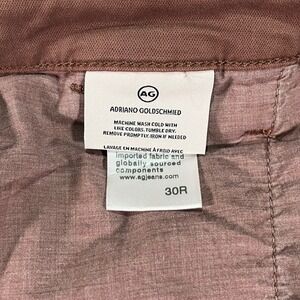 AG
ADRIANO GOLDSCHMIED
MACHINE WASH COLD WITH
LIKE COLORS. TUMBLE DRY.
REMOVE PROMPTLY. IRON IF NEEDED
LAVAGE EN MACHINE À FROID AVEC
imported fabric and
globally sourced
components
www.agjeans.com
30R